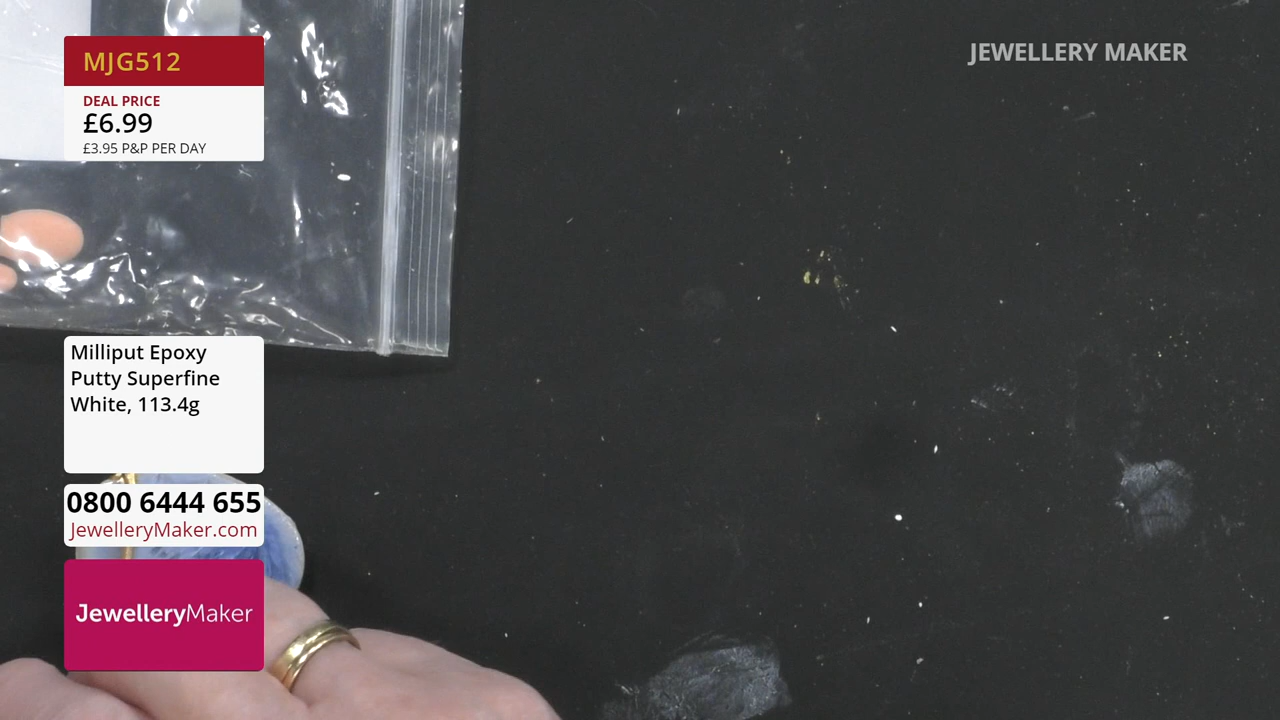 MJG512
DEAL PRICE
£6.99
£3.95 P&P PER DAY
JEWELLERY MAKER
Milliput Epoxy
Putty Superfine
White, 113.4g
0800 6444 655
JewelleryMaker.com
JewelleryMaker